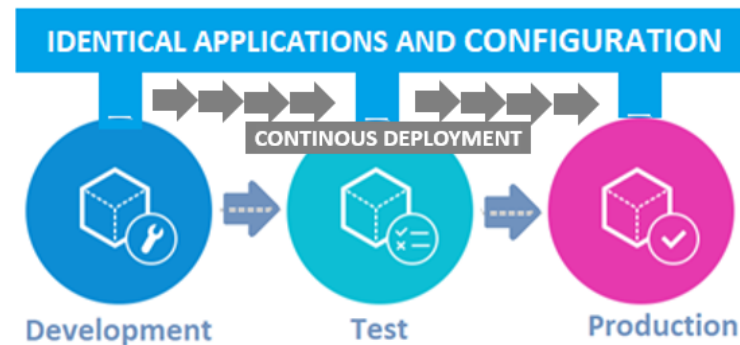 IDENTICAL APPLICATIONS AND CONFIGURATION
CONTINOUS DEPLOYMENT
Development
Test
Production